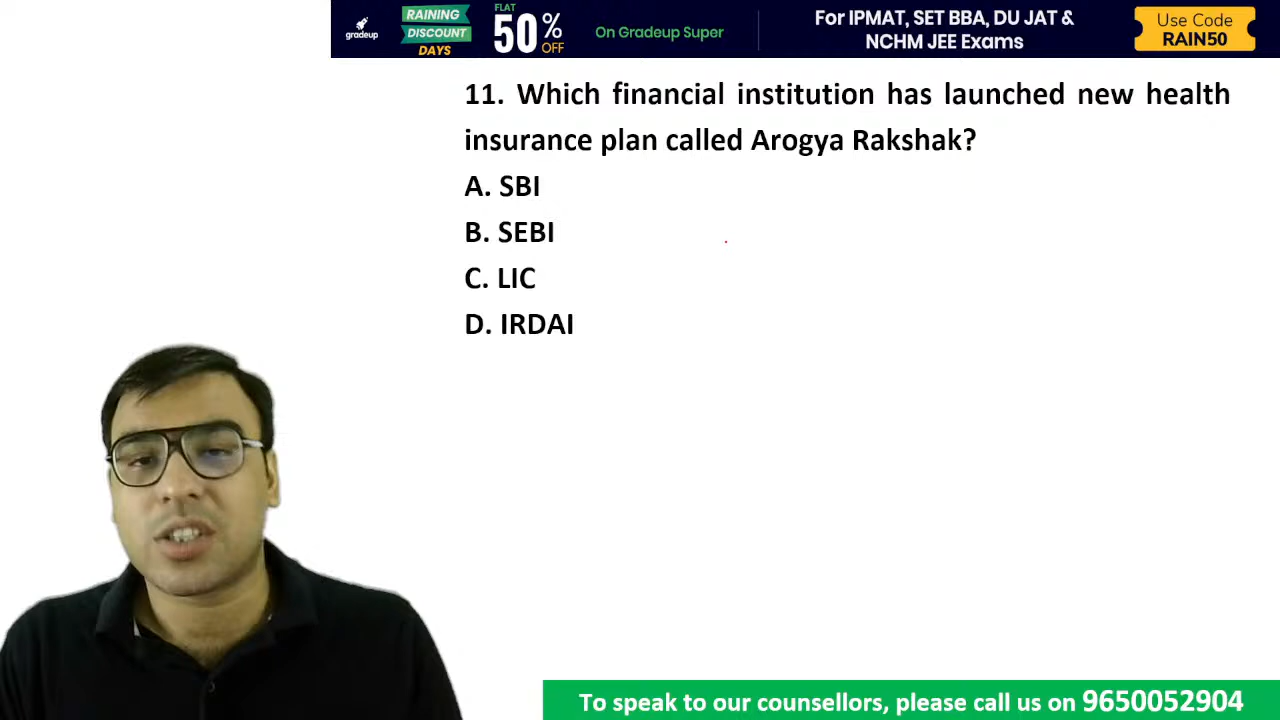 gradeup
RAINING
DISCOUNT
DAYS
FLAT
50% OFF
On Gradeup Super
For IPMAT, SET BBA, DU JAT &
NCHM JEE Exams
Use Code
RAIN50
11. Which financial institution has launched new health
insurance plan called Arogya Rakshak?
A. SBI
B. SEBI
C. LIC
D. IRDAI
To speak to our counsellors, please call us on 9650052904